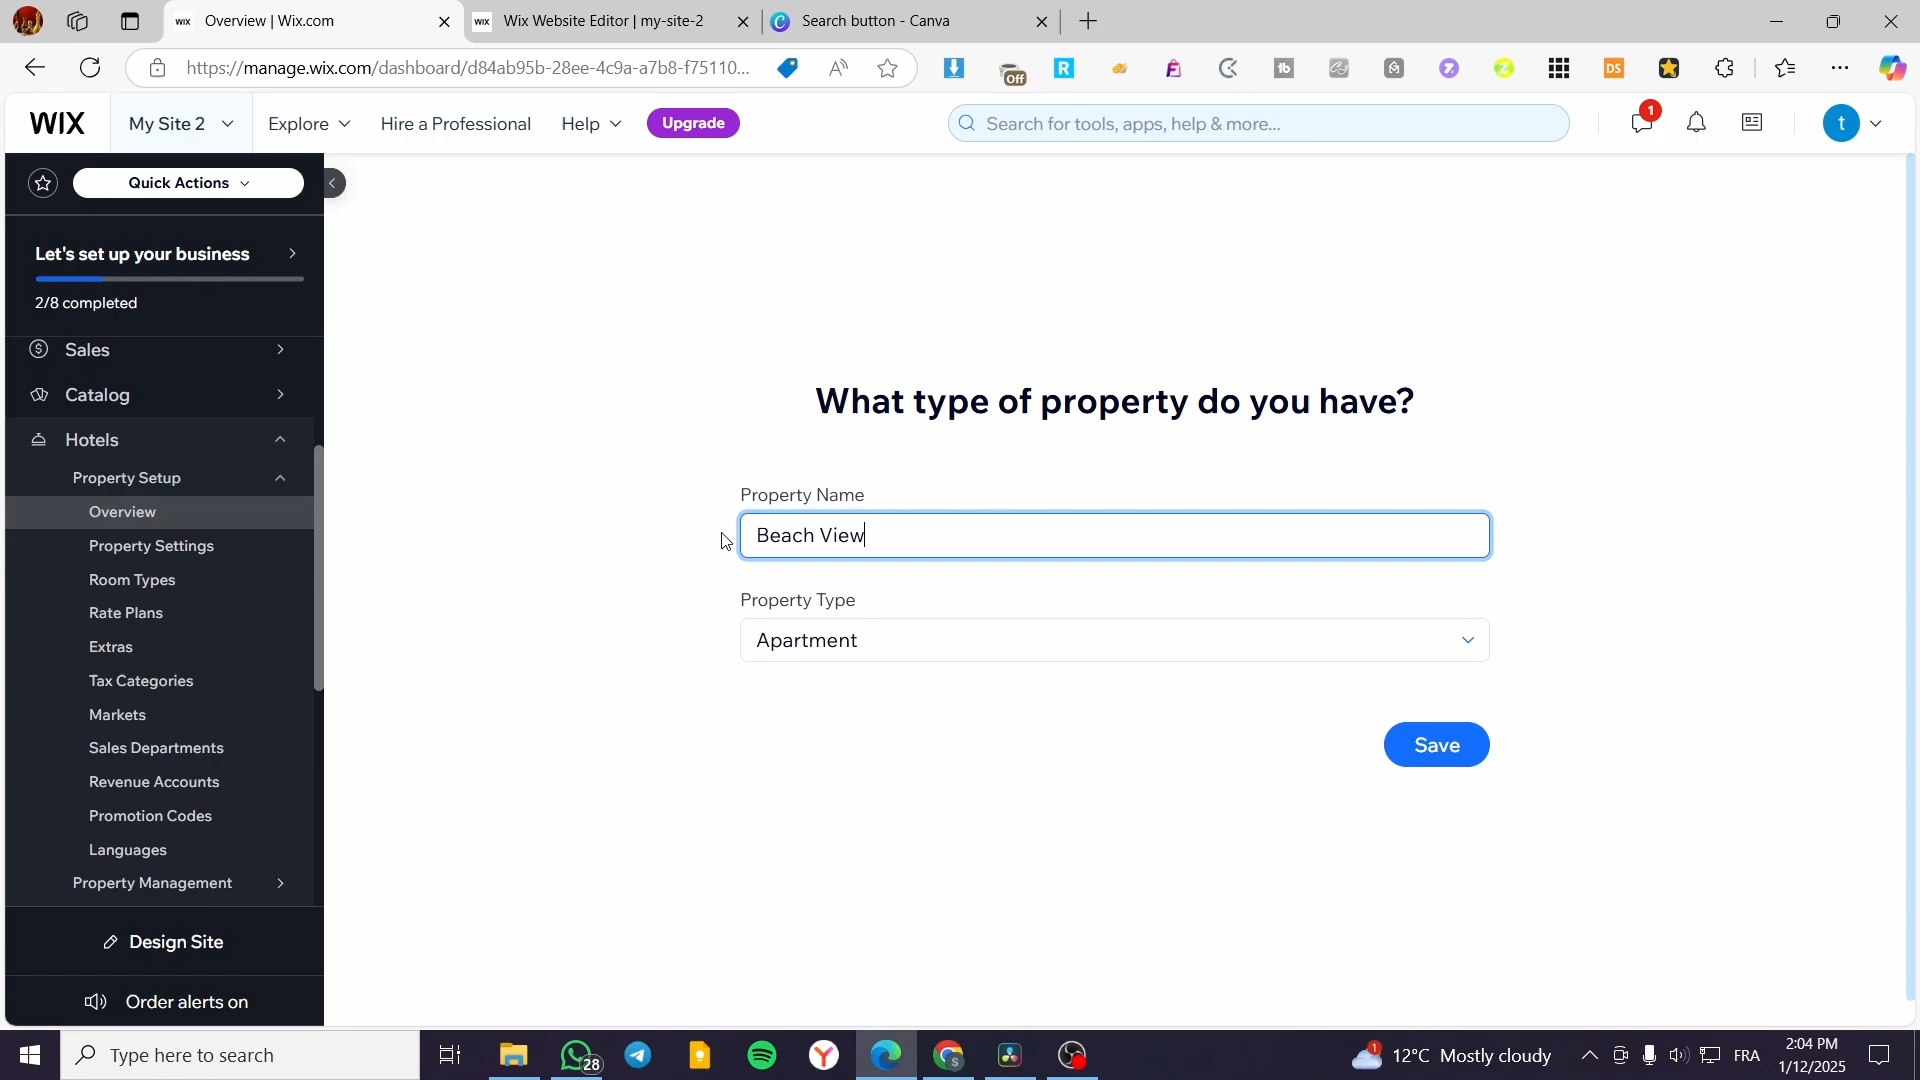 Overview | Wix.com
Wix Website Editor | my-site-2
Search button - Canva
https://manage.wix.com/dashboard/d84ab95b-28ee-4c9a-a7b8-f75110...
WIX
My Site 2
Explore
Hire a Professional
Help
Upgrade
Search for tools, apps, help & more...
1
t
Quick Actions
Let's set up your business
2/8 completed
Sales
Catalog
Hotels
Property Setup
Overview
Property Settings
Room Types
Rate Plans
Extras
Tax Categories
Markets
Sales Departments
Revenue Accounts
Promotion Codes
Languages
Property Management
Design Site
Order alerts on
What type of property do you have?
Property Name
Beach View
Property Type
Apartment
Save
Type here to search
28
1
12°C Mostly cloudy
FRA
2:04 PM
1/12/2025